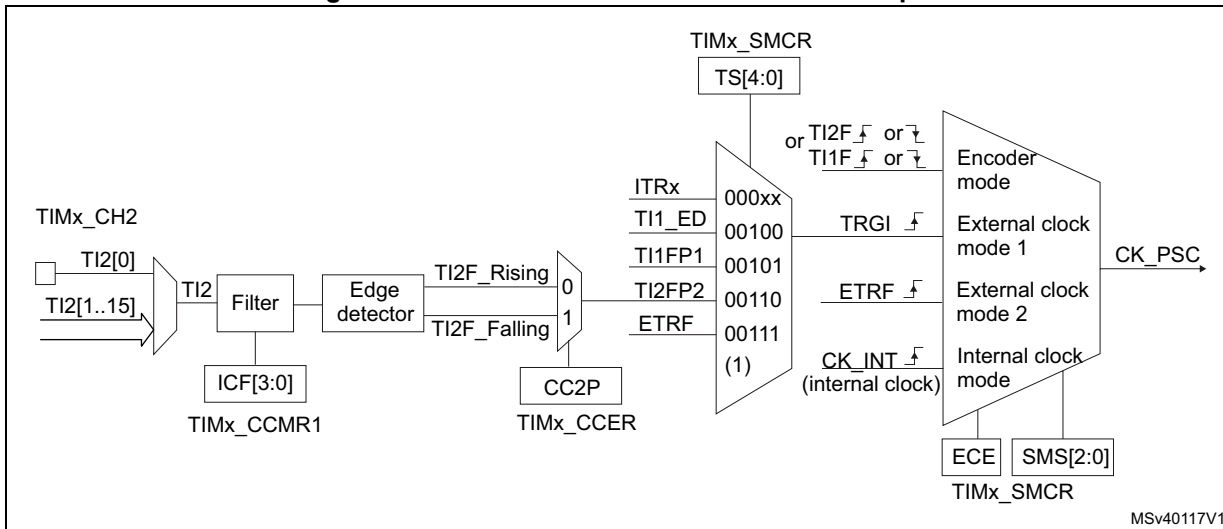 TIMx_SMCR
TS[4:0]
or TI2F or
TI1F or
Encoder
mode
ITRx
000xx
TIMx_CH2
TI1_ED
00100
TRGI
External clock
mode 1
CK_PSC
TI2[0]
TI1FP1
00101
TI2F_Rising
0
TI2
Filter
Edge
detector
TI2FP2
00110
ETRF
External clock
mode 2
TI2[1..15]
TI2F_Falling
1
ETRF
00111
(1)
CK_INT
(internal clock)
Internal clock
mode
ICF[3:0]
TIMx_CCMR1
CC2P
TIMx_CCER
ECE
SMS[2:0]
TIMx_SMCR
MSv40117V1